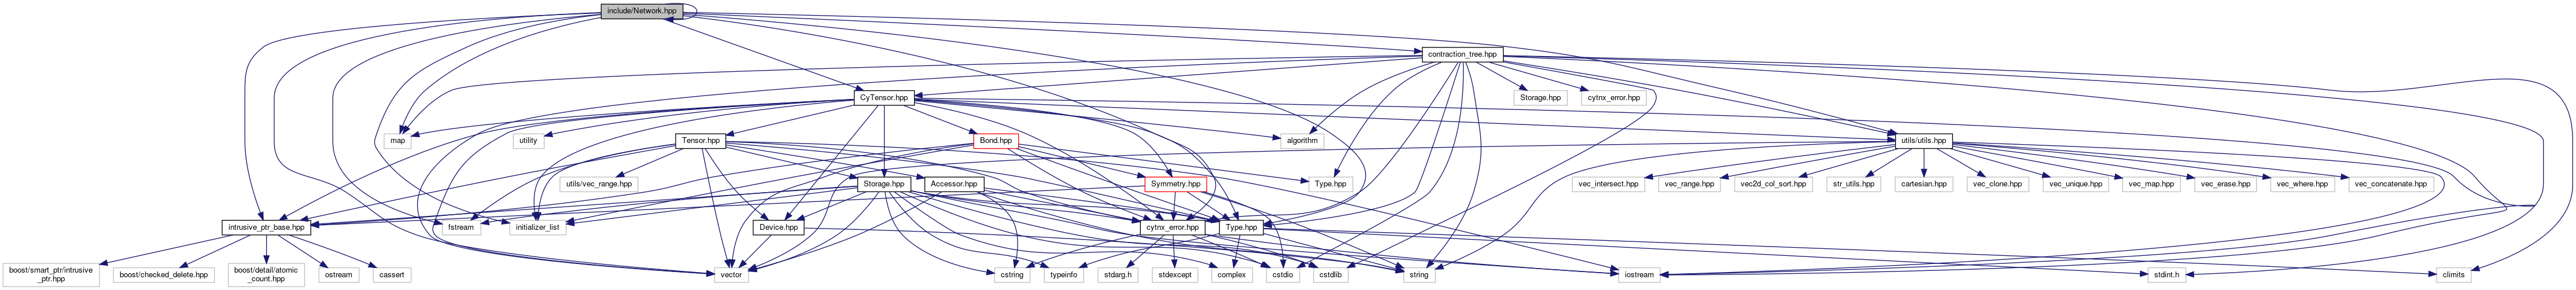 include/Network.hpp
contraction_tree.hpp
CyTensor.hpp
Storage.hpp
cytnx_error.hpp
map
utility
Tensor.hpp
Bond.hpp
algorithm
utils/utils.hpp
utils/vec_range.hpp
Storage.hpp
Accessor.hpp
Symmetry.hpp
Type.hpp
vec_intersect.hpp
vec_range.hpp
vec2d_col_sort.hpp
str_utils.hpp
cartesian.hpp
vec_clone.hpp
vec_unique.hpp
vec_map.hpp
vec_erase.hpp
vec_where.hpp
vec_concatenate.hpp
intrusive_ptr_base.hpp
fstream
initializer_list
Device.hpp
cytnx_error.hpp
Type.hpp
boost/smart_ptr/intrusive
_ptr.hpp
boost/checked_delete.hpp
boost/detail/atomic
_count.hpp
ostream
cassert
vector
cstring
typeinfo
stdarg.h
stdexcept
complex
cstdio
cstdlib
string
iostream
stdint.h
climits